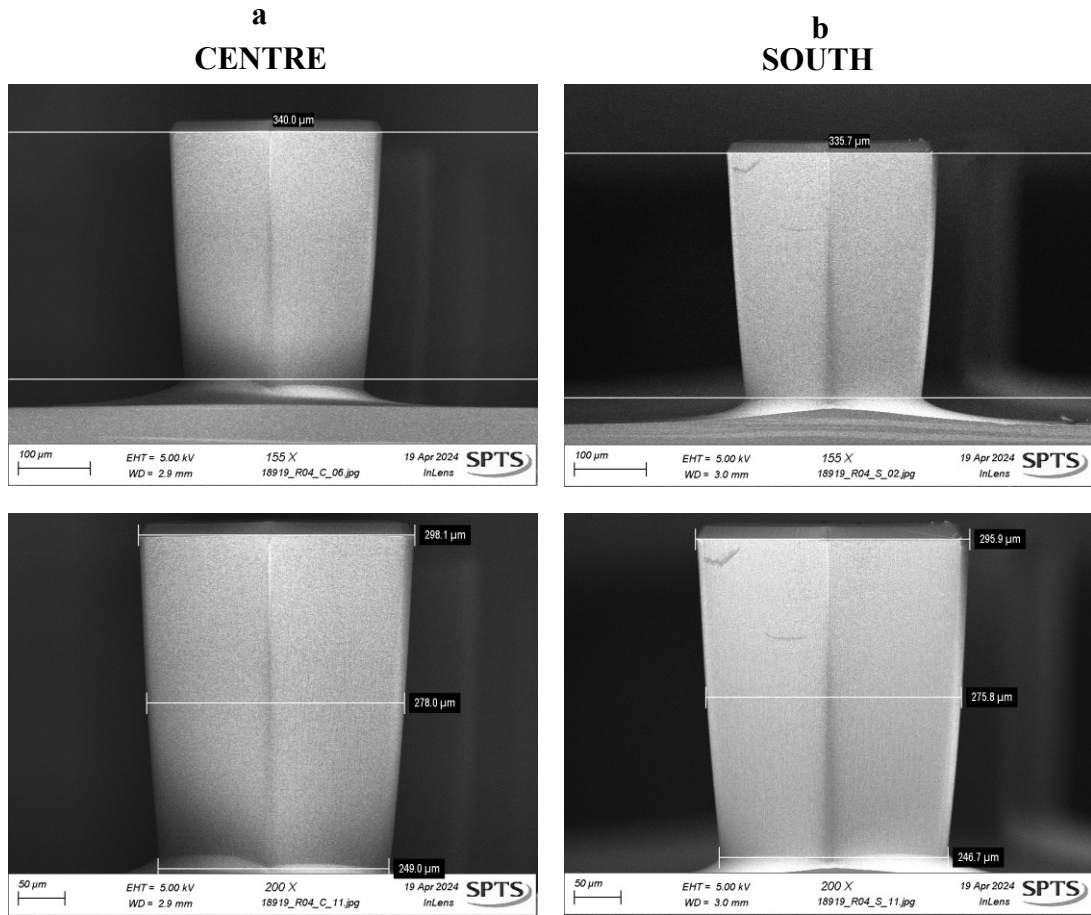 a
CENTRE
b
SOUTH
340.0 µm
100 µm
EHT = 5.00 kV
WD = 2.9 mm
155 X
18919_R04_C_06.jpg
19 Apr 2024
InLens
SPTS
335.7 µm
100 µm
EHT = 5.00 kV
WD = 3.0 mm
155 X
18919_R04_S_02.jpg
19 Apr 2024
InLens
SPTS
298.1 µm
278.0 µm
249.0 µm
50 µm
EHT = 5.00 kV
WD = 2.9 mm
200 X
18919_R04_C_11.jpg
19 Apr 2024
InLens
SPTS
295.9 µm
275.8 µm
246.7 µm
50 µm
EHT = 5.00 kV
WD = 3.0 mm
200 X
18919_R04_S_11.jpg
19 Apr 2024
InLens
SPTS